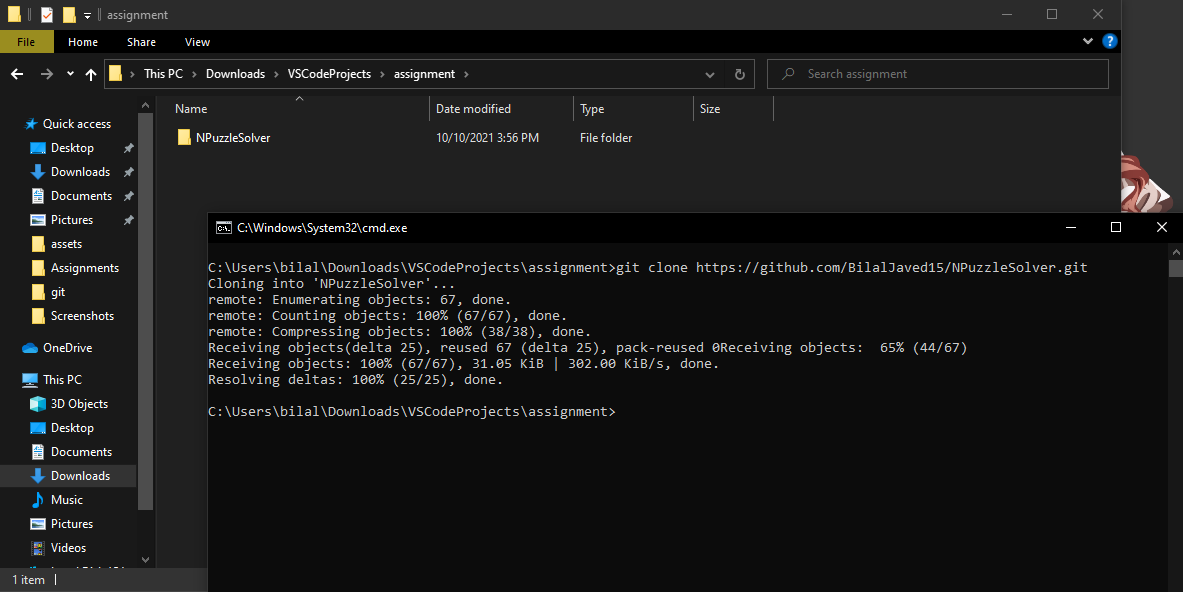 assignment
File Home Share View
This PC > Downloads > VSCodeProjects > assignment >
Search assignment
Name Date modified Type Size
NPuzzleSolver 10/10/2021 3:56 PM File folder
Quick access
Desktop
Downloads
Documents
Pictures
assets
Assignments
git
Screenshots
OneDrive
This PC
3D Objects
Desktop
Documents
Downloads
Music
Pictures
Videos
1 item
C:\Windows\System32\cmd.exe
C:\Users\bilal\Downloads\VSCodeProjects\assignment>git clone https://github.com/BilalJaved15/NPuzzleSolver.git
Cloning into 'NPuzzleSolver'...
remote: Enumerating objects: 67, done.
remote: Counting objects: 100% (67/67), done.
remote: Compressing objects: 100% (38/38), done.
Receiving objects(delta 25), reused 67 (delta 25), pack-reused 0Receiving objects:  65% (44/67)
Receiving objects: 100% (67/67), 31.05 KiB | 302.00 KiB/s, done.
Resolving deltas: 100% (25/25), done.
C:\Users\bilal\Downloads\VSCodeProjects\assignment>